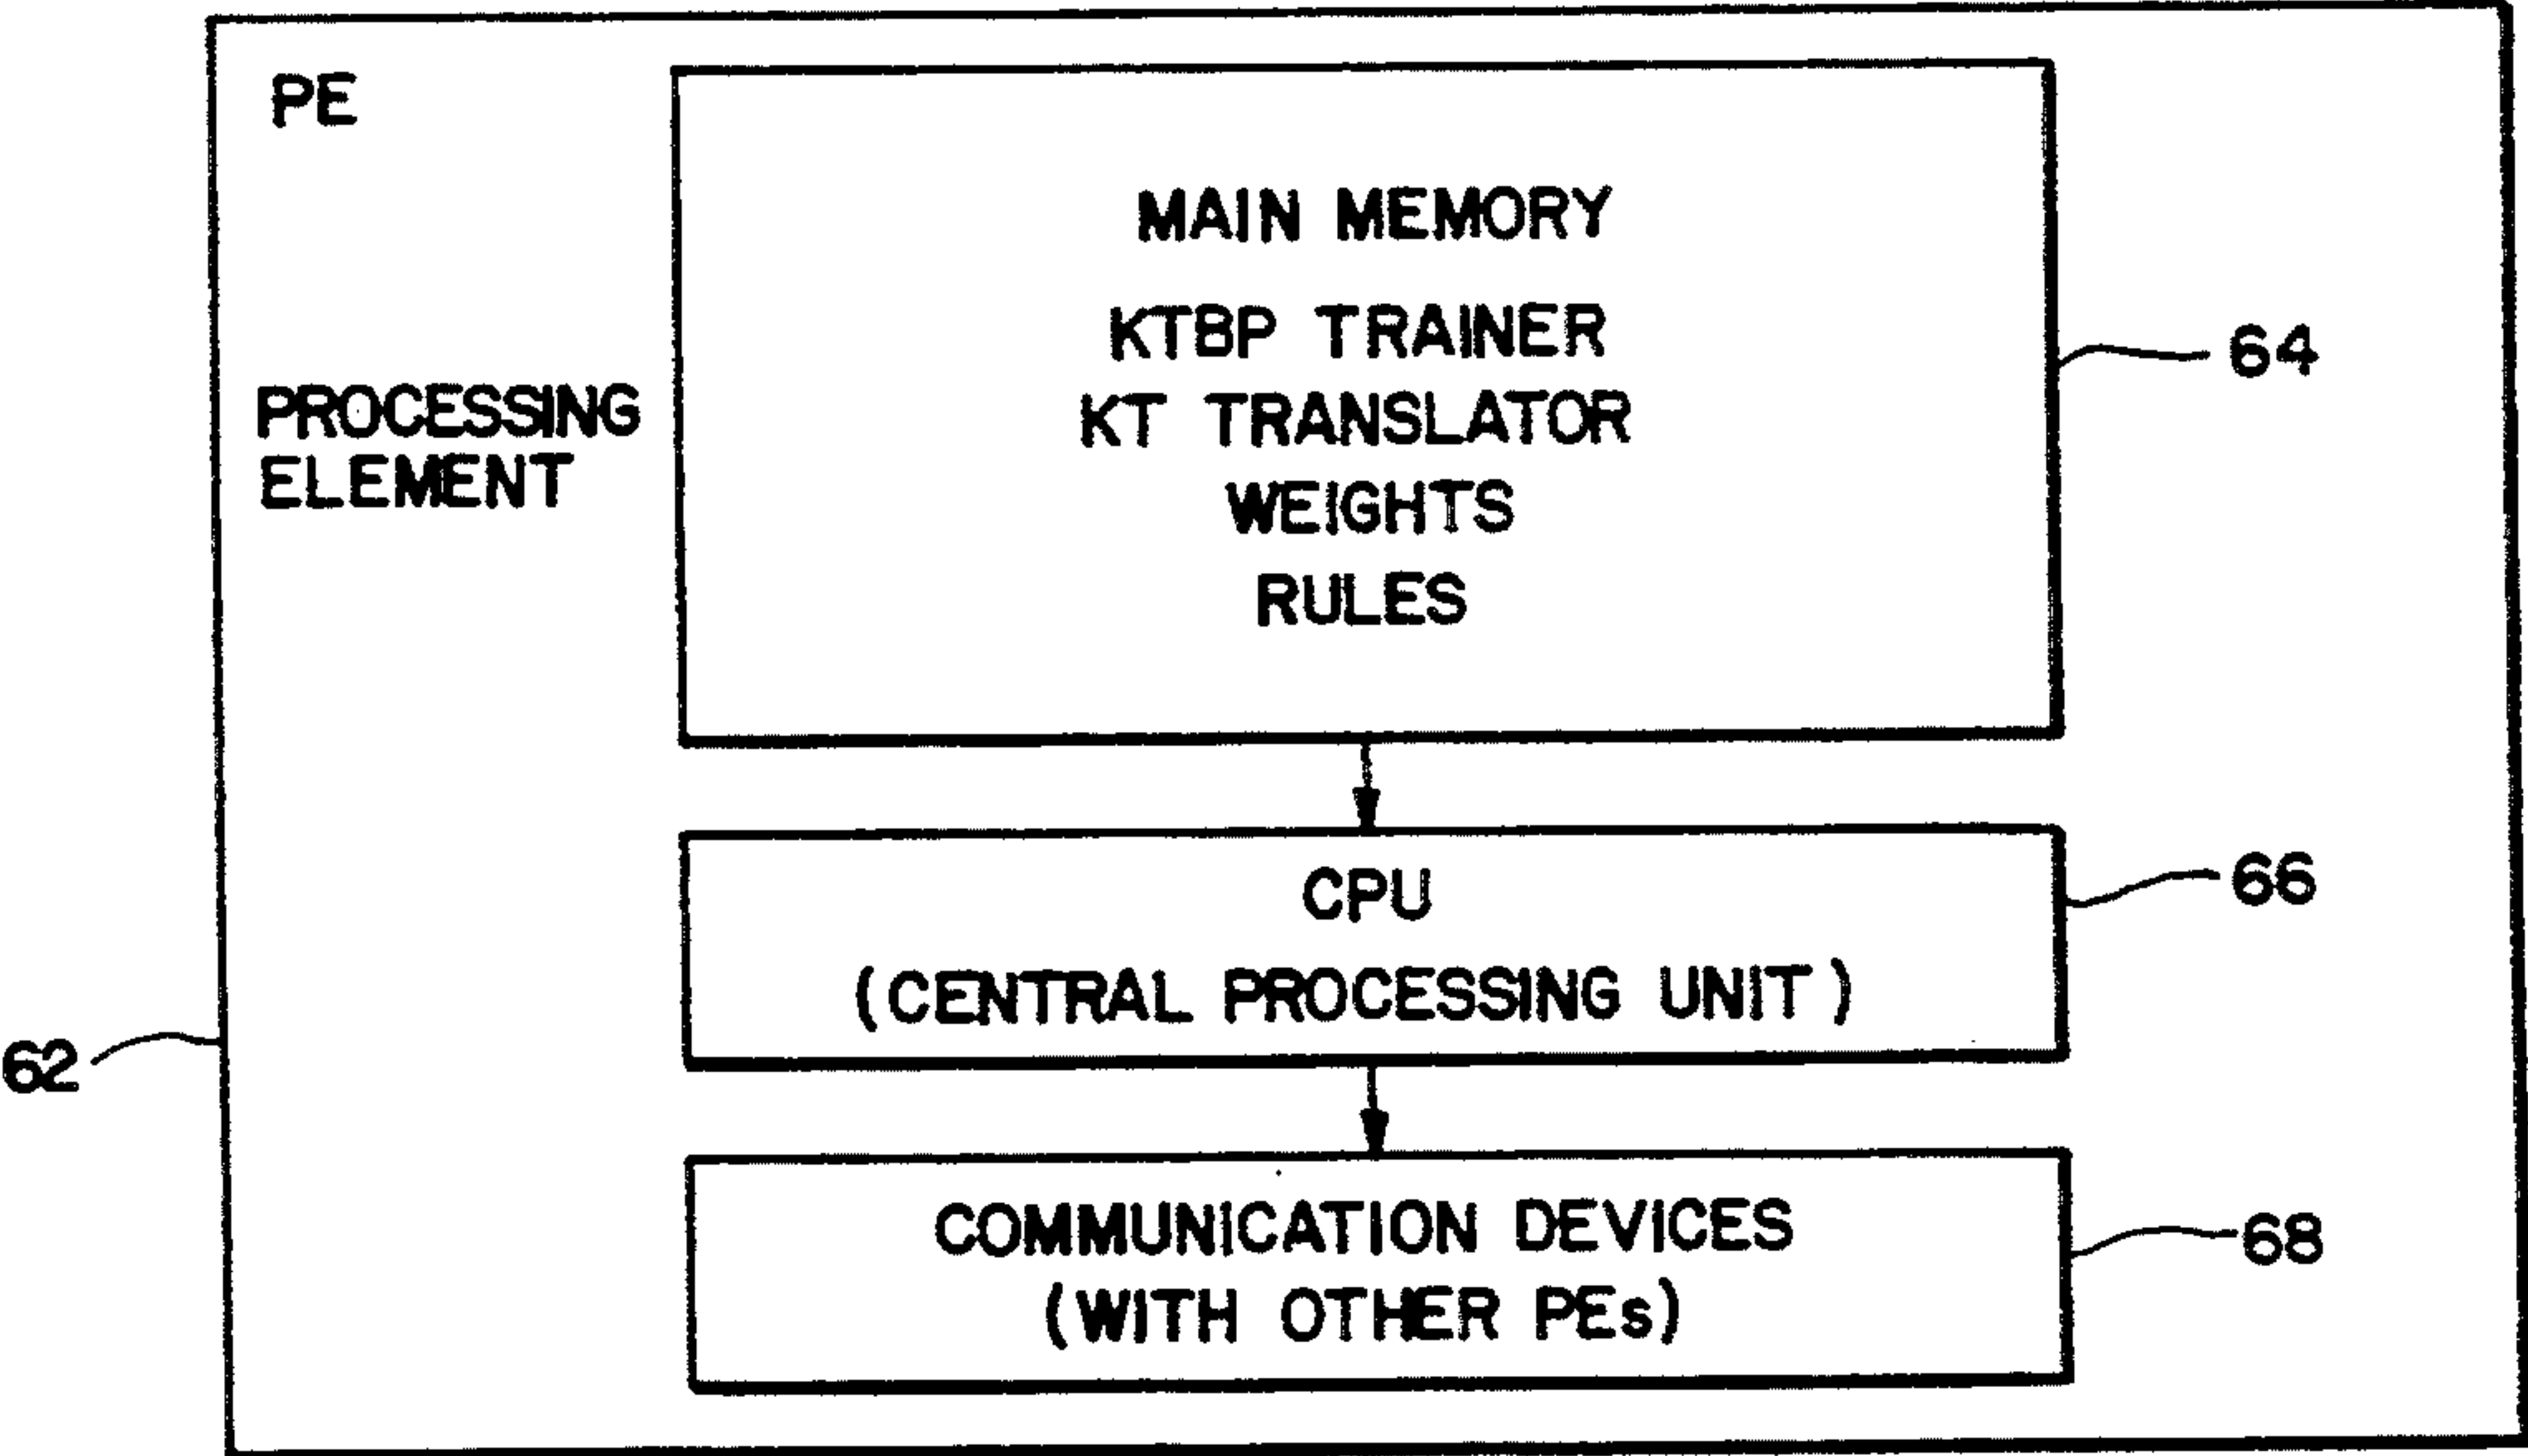 PE
PROCESSING
ELEMENT
MAIN MEMORY
KTBP TRAINER
KT TRANSLATOR
WEIGHTS
RULES
64
CPU
(CENTRAL PROCESSING UNIT)
66
62
COMMUNICATION DEVICES
(WITH OTHER PEs)
68